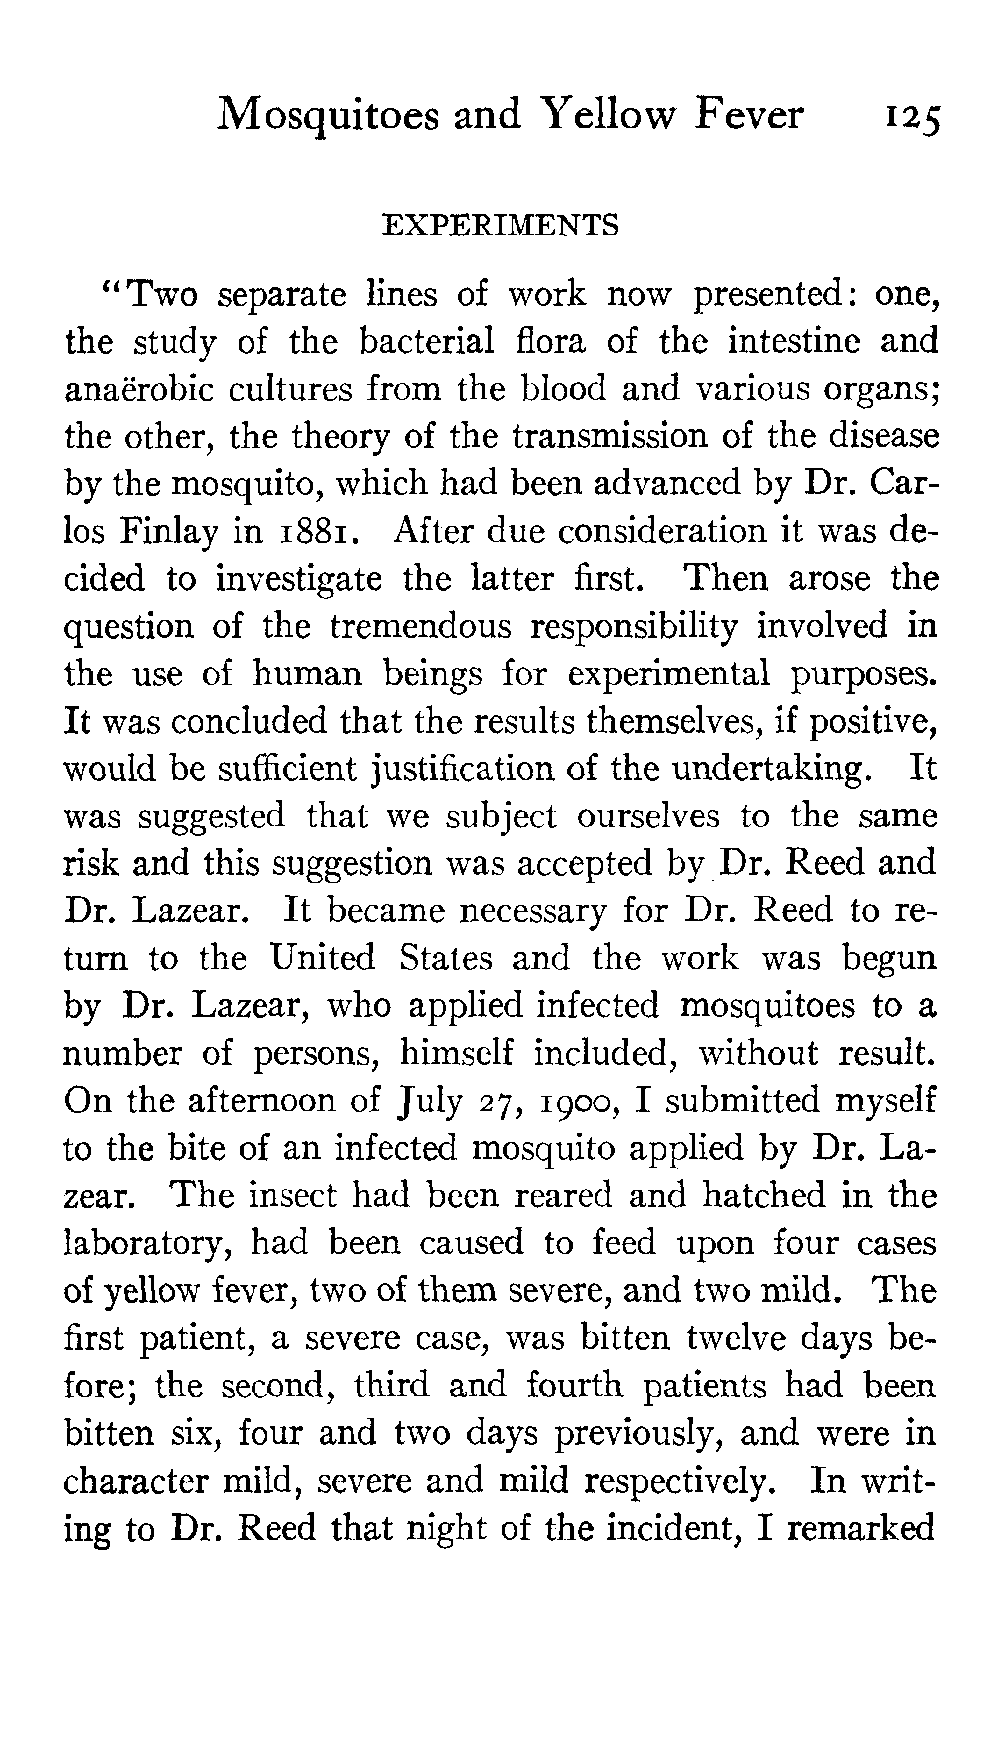 Mosquitoes and Yellow Fever 125
EXPERIMENTS
“Two separate lines of work now presented: one,
the study of the bacterial flora of the intestine and
anaërobic cultures from the blood and various organs;
the other, the theory of the transmission of the disease
by the mosquito, which had been advanced by Dr. Car-
los Finlay in 1881. After due consideration it was de-
cided to investigate the latter first. Then arose the
question of the tremendous responsibility involved in
the use of human beings for experimental purposes.
It was concluded that the results themselves, if positive,
would be sufficient justification of the undertaking. It
was suggested that we subject ourselves to the same
risk and this suggestion was accepted by Dr. Reed and
Dr. Lazear. It became necessary for Dr. Reed to re-
turn to the United States and the work was begun
by Dr. Lazear, who applied infected mosquitoes to a
number of persons, himself included, without result.
On the afternoon of July 27, 1900, I submitted myself
to the bite of an infected mosquito applied by Dr. La-
zear. The insect had been reared and hatched in the
laboratory, had been caused to feed upon four cases
of yellow fever, two of them severe, and two mild. The
first patient, a severe case, was bitten twelve days be-
fore; the second, third and fourth patients had been
bitten six, four and two days previously, and were in
character mild, severe and mild respectively. In writ-
ing to Dr. Reed that night of the incident, I remarked